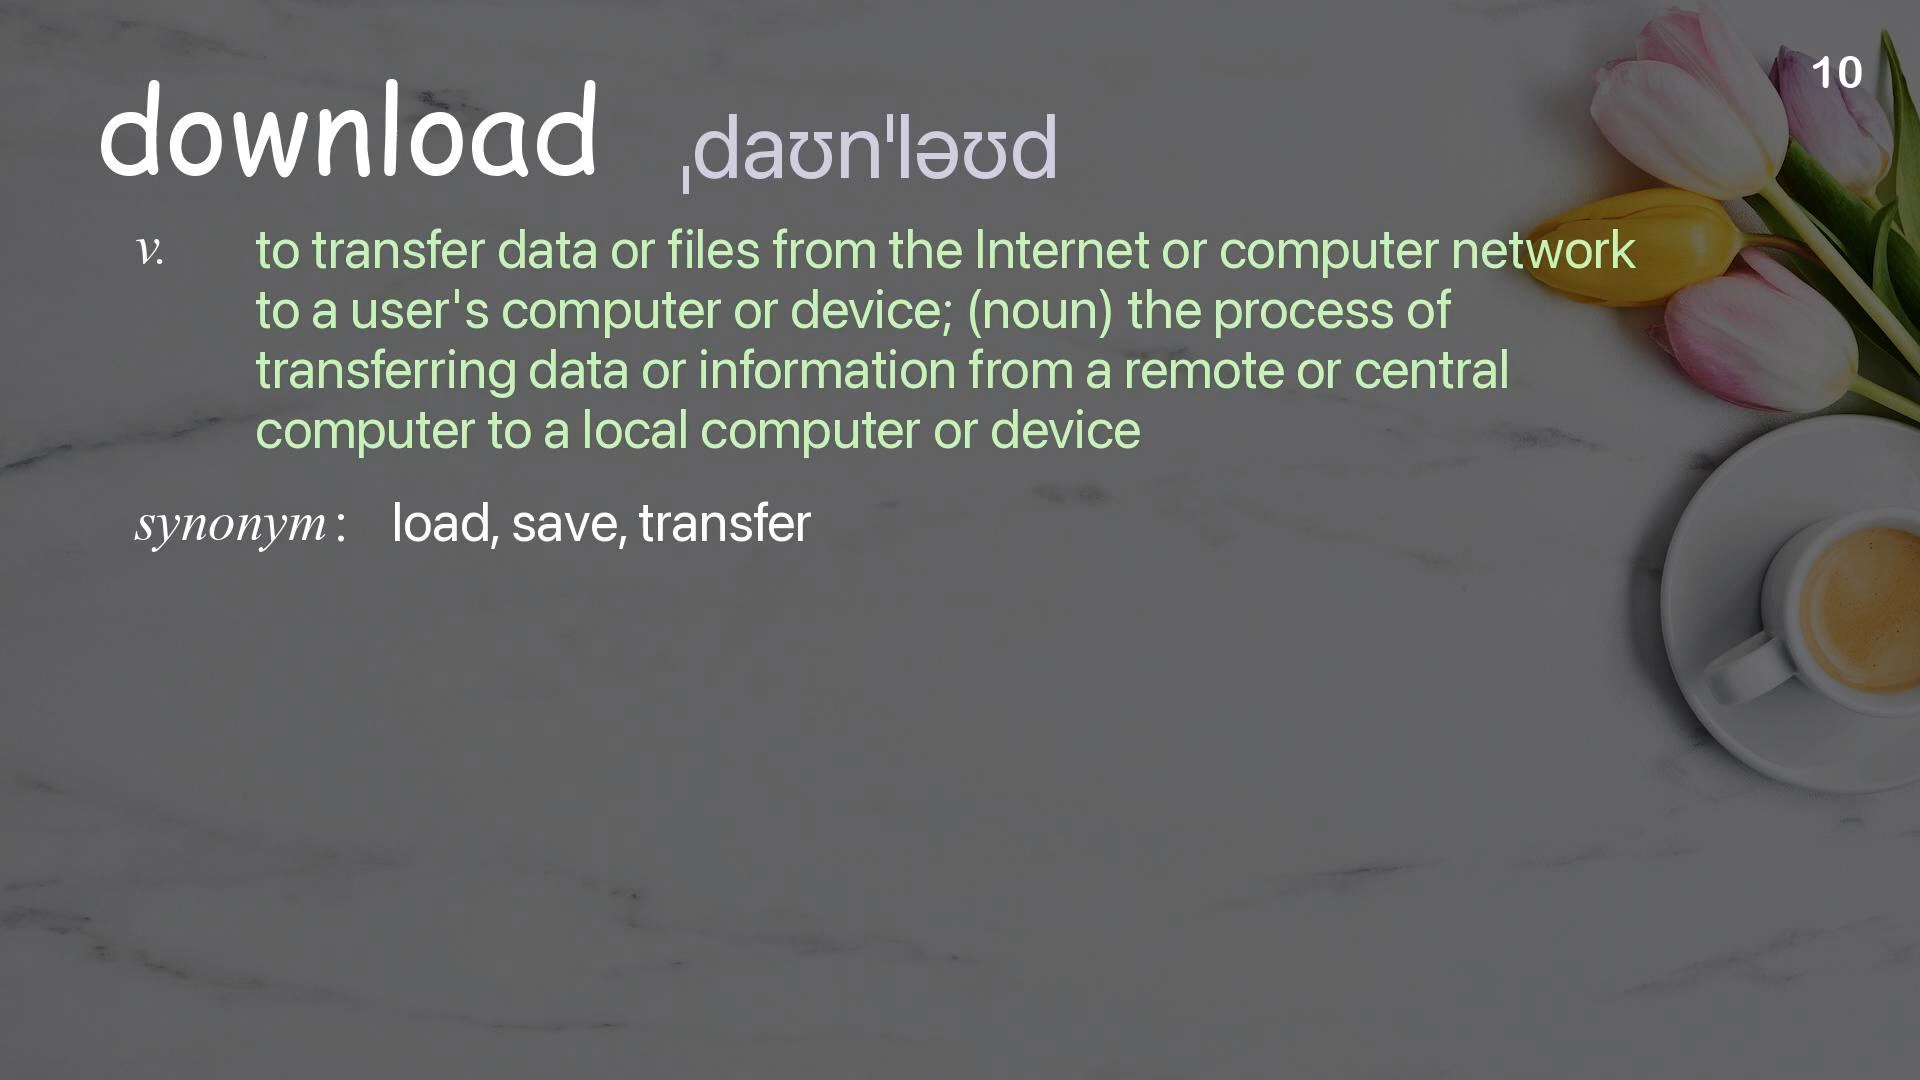 10
download ˌdaʊnˈləʊd
v. to transfer data or files from the Internet or computer network
to a user's computer or device; (noun) the process of
transferring data or information from a remote or central
computer to a local computer or device
synonym: load, save, transfer